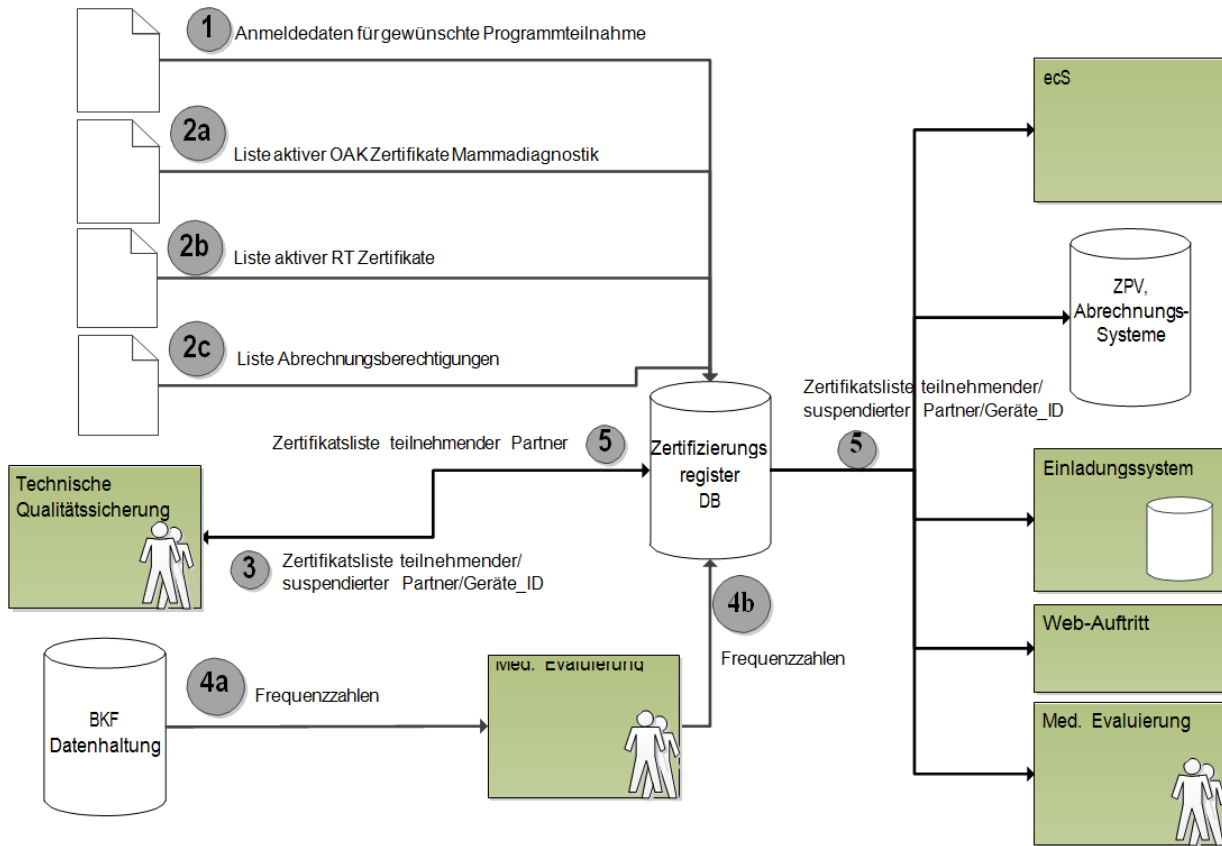 1
Anmeldedaten für gewünschte Programmteilnahme
2a
Liste aktiver OAK Zertifikate Mammadiagnostik
2b
Liste aktiver RT Zertifikate
2c
Liste Abrechnungsberechtigungen
Zertifikatsliste teilnehmender Partner
5
Zertifizierungs
register
DB
Technische
Qualitätssicherung
3
Zertifikatsliste teilnehmender/
suspendierter Partner/Geräte_ID
4b
Frequenzzahlen
BKF
Datenhaltung
4a
Frequenzzahlen
Med. Evaluierung
Zertifikatsliste teilnehmender/
suspendierter Partner/Geräte_ID
5
ecS
ZPV,
Abrechnungs-
Systeme
Einladungssystem
Web-Auftritt
Med. Evaluierung